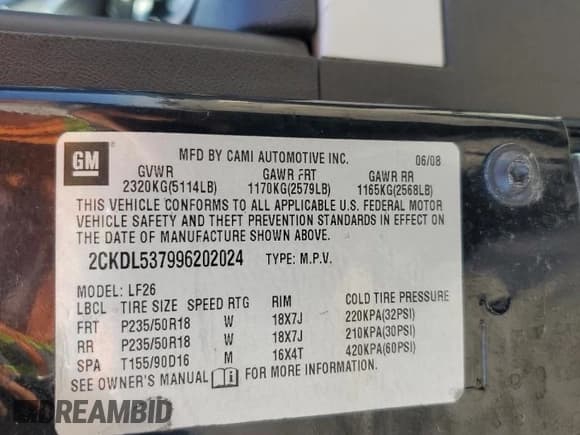 GM
MFD BY CAMI AUTOMOTIVE INC. 06/08
GVWR GAWR FRT GAWR RR
2320KG(5114LB) 1170KG(2579LB) 1165KG(2568LB)
THIS VEHICLE CONFORMS TO ALL APPLICABLE U.S. FEDERAL MOTOR
VEHICLE SAFETY AND THEFT PREVENTION STANDARDS IN EFFECT ON
THE DATE OF MANUFACTURE SHOWN ABOVE.
2CKDL537996202024 TYPE: M.P.V.
MODEL: LF26
LBCL TIRE SIZE SPEED RTG RIM COLD TIRE PRESSURE
FRT P235/50R18 W 18X7J 220KPA(32PSI)
RR P235/50R18 W 18X7J 210KPA(30PSI)
SPA T155/90D16 M 16X4T 420KPA(60PSI)
SEE OWNER'S MANUAL i FOR MORE INFORMATION.
DREAMBID